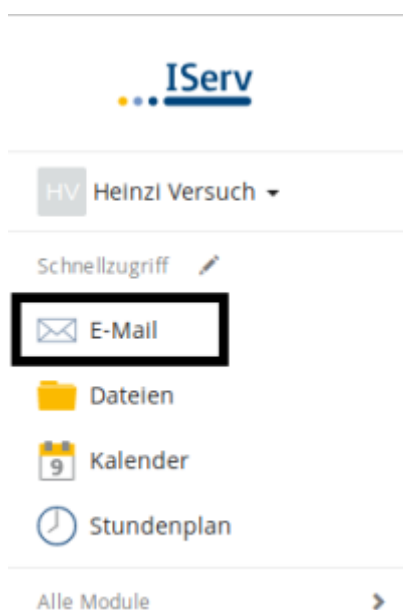 IServ
HV Heinzi Versuch
Schnellzugriff
E-Mail
Dateien
9 Kalender
Stundenplan
Alle Module